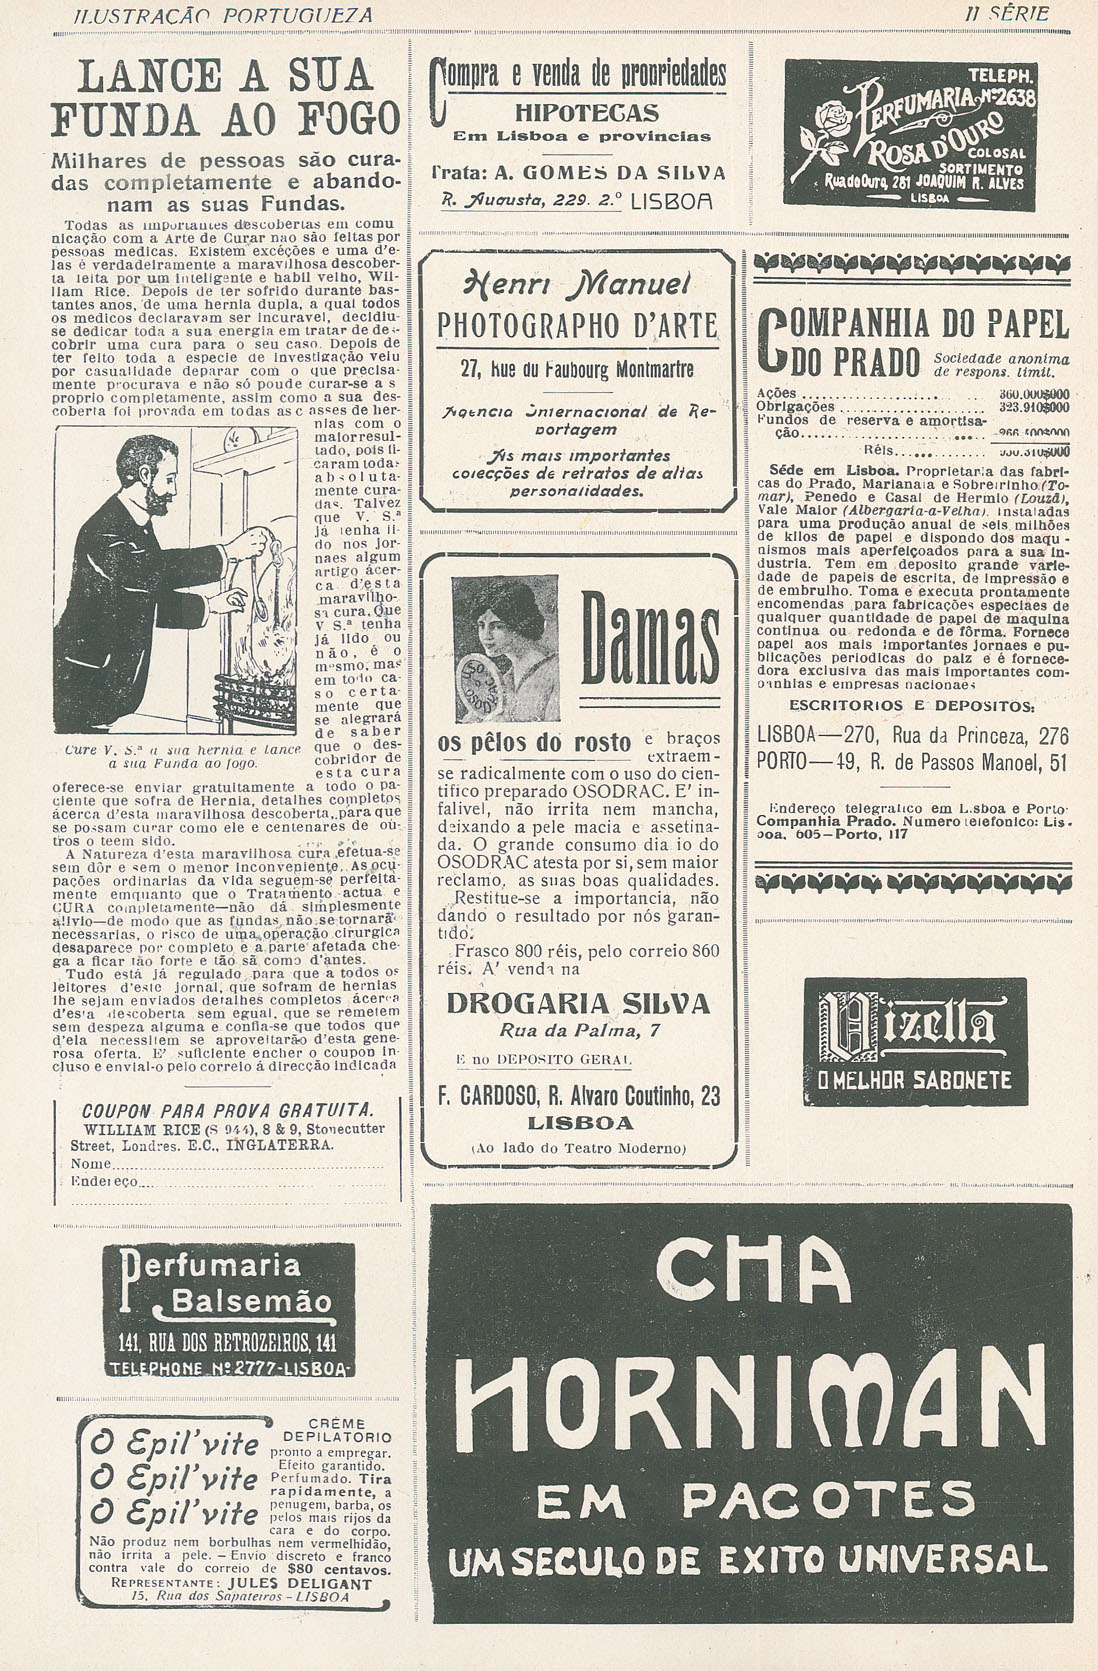 ILUSTRAÇÃO PORTUGUEZA
II SÉRIE
LANCE A SUA
FUNDA AO FOGO
Milhares de pessoas são cura-
das completamente e abando-
nam as suas Fundas.
Todas as importantes descobertas em comu
nicação com a Arte de Curar nao são feitas por
pessoas medicas. Existem excéções e uma d'e-
las é verdadeiramente a maravilhosa descober-
ta feita por um inteligente e habil velho, Wil-
liam Rice. Depois de ter sofrido durante bas-
tantes anos, de uma hernia dupla, a qual todos
os medicos declaravam ser incuravel, decidiu-
se dedicar toda a sua energia em tratar de des-
cobrir uma cura para o seu caso. Depois de
ter feito toda a especie de investigação veiu
por casualidade deparar com o que precisa-
mente procurava e não só poude curar-se a s
proprio completamente, assim como a sua des-
coberta foi provada em todas as c asses de her-
nias com o
maior resul-
tado, pois fi-
caram todas
absoluta-
mente cura-
das. Talvez
que V. S.ª
já tenha li-
do nos jor-
naes algum
artigo ácer-
ca d'esta
maravilho-
sa cura. Que
V S.ª tenha
já lido ou
não, é o
mesmo, mas
em todo ca-
so certa-
mente que
se alegrará
de saber
que o des-
cobridor de
esta cura
Cure V. S.ª a sua hernia e lance
a sua Funda ao fogo.
oferece-se enviar gratuitamente a todo o pa-
ciente que sofra de Hernia, detalhes completos
ácerca d'esta maravilhosa descoberta, para que
se possam curar como ele e centenares de ou-
tros o teem sido.
A Natureza d'esta maravilhosa cura efetua-se
sem dôr e sem o menor inconveniente. As ocu
pações ordinarias da vida seguem-se perfeita-
mente emquanto que o Tratamento actua e
CURA completamente—não dá simplesmente
alivio—de modo que as fundas não se tornará
necessarias, o risco de uma operação cirurgica
desaparece por completo e a parte afetada che-
ga a ficar tão forte e tão sã como d'antes.
Tudo está já regulado para que a todos os
leitores d'este jornal, que sofram de hernias
lhe sejam enviados detalhes completos ácerca
d'esta descoberta sem egual, que se remetem
sem despeza alguma e confia-se que todos que
d'ela necessitem se aproveitarão d'esta gene-
rosa oferta. E' suficiente encher o coupon in-
cluso e envial-o pelo correio á direcção indicada
COUPON PARA PROVA GRATUITA.
WILLIAM RICE (S 944), 8 & 9, Stonecutter
Street, Londres. E.C., INGLATERRA.
Nome
Endereço
Perfumaria
Balsemão
141, RUA DOS RETROZEIROS, 141
TELEPHONE Nº 2777-LISBOA-
O Epil'vite
O Epil'vite
O Epil'vite
CRÉME
DEPILATORIO
pronto a empregar.
Efeito garantido.
Perfumado. Tira
rapidamente, a
penugem, barba, os
pelos mais rijos da
cara e do corpo.
Não produz nem borbulhas nem vermelhidão,
não irrita a pele. — Envio discreto e franco
contra vale do correio de $80 centavos.
REPRESENTANTE: JULES DELIGANT
15, Rua dos Sapateiros — LISBOA
Compra e venda de propriedades
HIPOTECAS
Em Lisboa e provincias
Trata: A. GOMES DA SILVA
R. Augusta, 229. 2.º LISBOA
Henri Manuel
PHOTOGRAPHO D'ARTE
27, Rue du Faubourg Montmartre
Agencia Internacional de Re-
portagem
As mais importantes
colecções de retratos de altas
personalidades.
Damas
os pêlos do rosto e braços
extraem-
se radicalmente com o uso do cien-
tifico preparado OSODRAC. E' in-
falivel, não irrita nem mancha,
deixando a pele macia e assetina-
da. O grande consumo dia io do
OSODRAC atesta por si, sem maior
reclamo, as suas boas qualidades.
Restitue-se a importancia, não
dando o resultado por nós garan-
tido.
Frasco 800 réis, pelo correio 860
réis. A' venda na
DROGARIA SILVA
Rua da Palma, 7
E no DEPOSITO GERAL
F. CARDOSO, R. Alvaro Coutinho, 23
LISBOA
(Ao lado do Teatro Moderno)
TELEPH.
Nº 2638
PERFUMARIA
ROSA D'OURO
COLOSAL
SORTIMENTO
Rua do Ouro, 281 JOAQUIM R. ALVES
— LISBOA —
COMPANHIA DO PAPEL
DO PRADO Sociedade anonima
de respons. limit.
Ações 360.000$000
Obrigações 323.910$000
Fundos de reserva e amortisa-
ção
Réis
Séde em Lisboa. Proprietaria das fabri-
cas do Prado, Marianaia e Sobreirinho (To-
mar), Penedo e Casal de Hermio (Louzã),
Vale Maior (Albergaria-a-Velha). Instaladas
para uma produção anual de seis milhões
de kilos de papel e dispondo dos maqui-
nismos mais aperfeiçoados para a sua in-
dustria. Tem em deposito grande varie-
dade de papeis de escrita, de impressão e
de embrulho. Toma e executa prontamente
encomendas para fabricações especiaes de
qualquer quantidade de papel de maquina
continua ou redonda e de fôrma. Fornece
papel aos mais importantes jornaes e pu-
blicações periodicas do paiz e é fornece-
dora exclusiva das mais importantes com-
panhias e empresas nacionaes
ESCRITORIOS E DEPOSITOS:
LISBOA—270, Rua da Princeza, 276
PORTO—49, R. de Passos Manoel, 51
Endereço telegrafico em Lisboa e Porto:
Companhia Prado. Numero telefonico: Lis-
boa, 605—Porto, 117
Vizella
O MELHOR SABONETE
CHA
HORNIMAN
EM PACOTES
UM SECULO DE EXITO UNIVERSAL